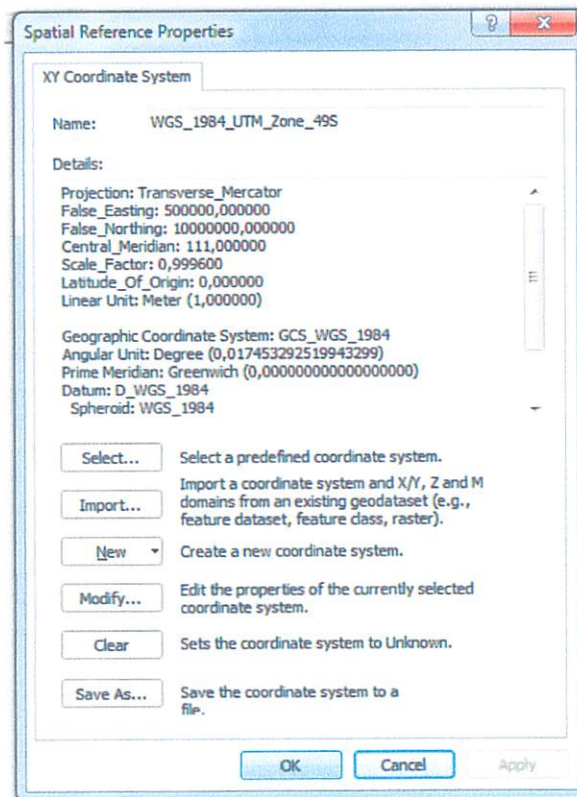 Spatial Reference Properties
XY Coordinate System
Name: WGS_1984_UTM_Zone_49S
Details:
Projection: Transverse_Mercator
False_Easting: 500000,000000
False_Northing: 10000000,000000
Central_Meridian: 111,000000
Scale_Factor: 0,999600
Latitude_Of_Origin: 0,000000
Linear Unit: Meter (1,000000)
Geographic Coordinate System: GCS_WGS_1984
Angular Unit: Degree (0,017453292519943299)
Prime Meridian: Greenwich (0,000000000000000000)
Datum: D_WGS_1984
Spheroid: WGS_1984
Select... Select a predefined coordinate system.
Import... Import a coordinate system and X/Y, Z and M
domains from an existing geodataset (e.g.,
feature dataset, feature class, raster).
New Create a new coordinate system.
Modify... Edit the properties of the currently selected
coordinate system.
Clear Sets the coordinate system to Unknown.
Save As... Save the coordinate system to a
file.
OK Cancel Apply